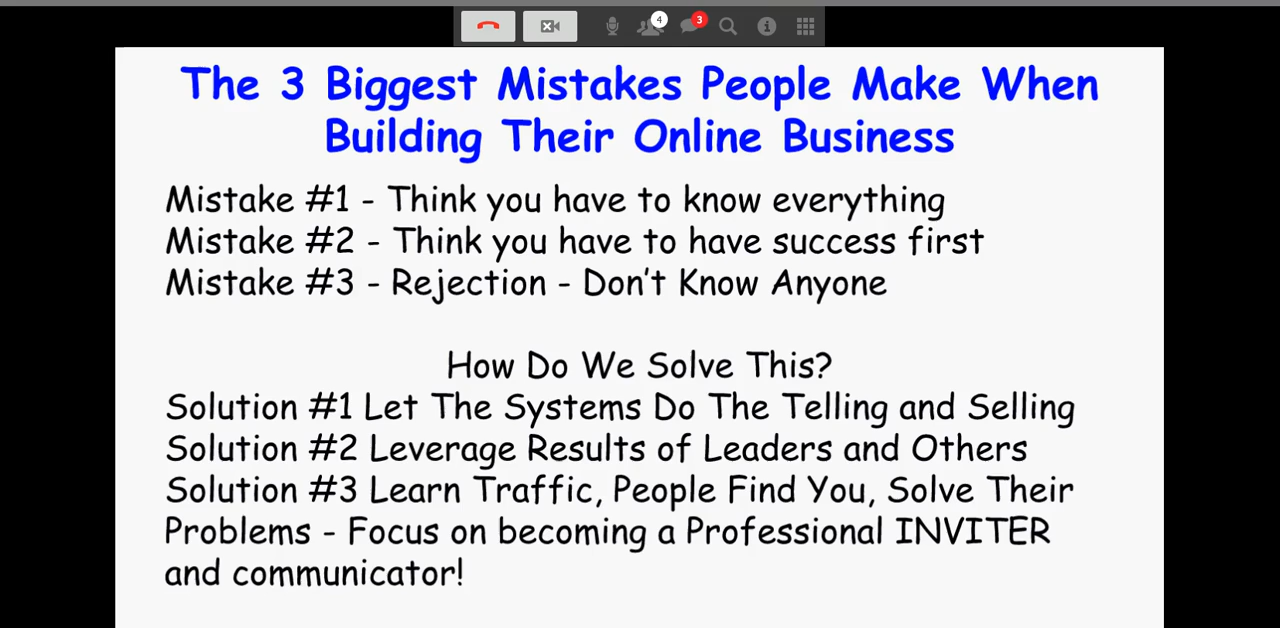 4
3
The 3 Biggest Mistakes People Make When
Building Their Online Business
Mistake #1 - Think you have to know everything
Mistake #2 - Think you have to have success first
Mistake #3 - Rejection - Don't Know Anyone
How Do We Solve This?
Solution #1 Let The Systems Do The Telling and Selling
Solution #2 Leverage Results of Leaders and Others
Solution #3 Learn Traffic, People Find You, Solve Their
Problems - Focus on becoming a Professional INVITER
and communicator!